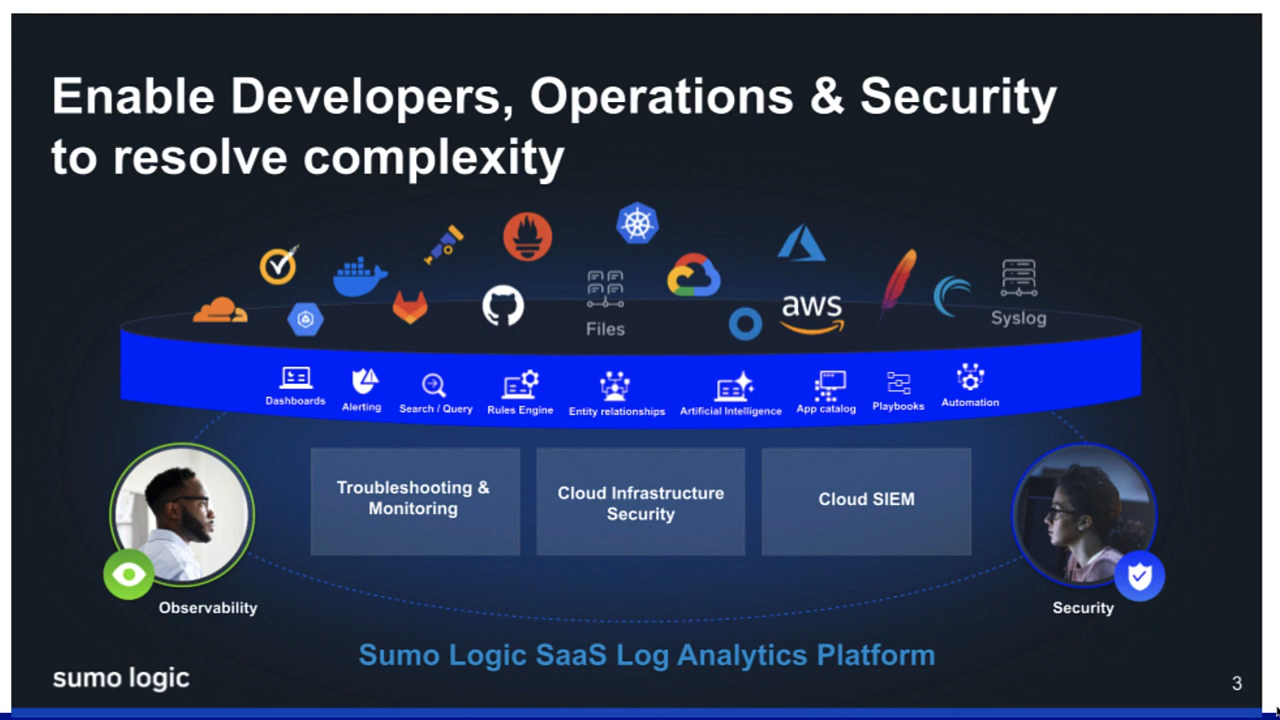 Enable Developers, Operations & Security
to resolve complexity
Files
aws
Syslog
Dashboards
Alerting
Search / Query
Rules Engine
Entity relationships
Artificial Intelligence
App catalog
Playbooks
Automation
Troubleshooting &
Monitoring
Cloud Infrastructure
Security
Cloud SIEM
Observability
Security
Sumo Logic SaaS Log Analytics Platform
sumo logic
3